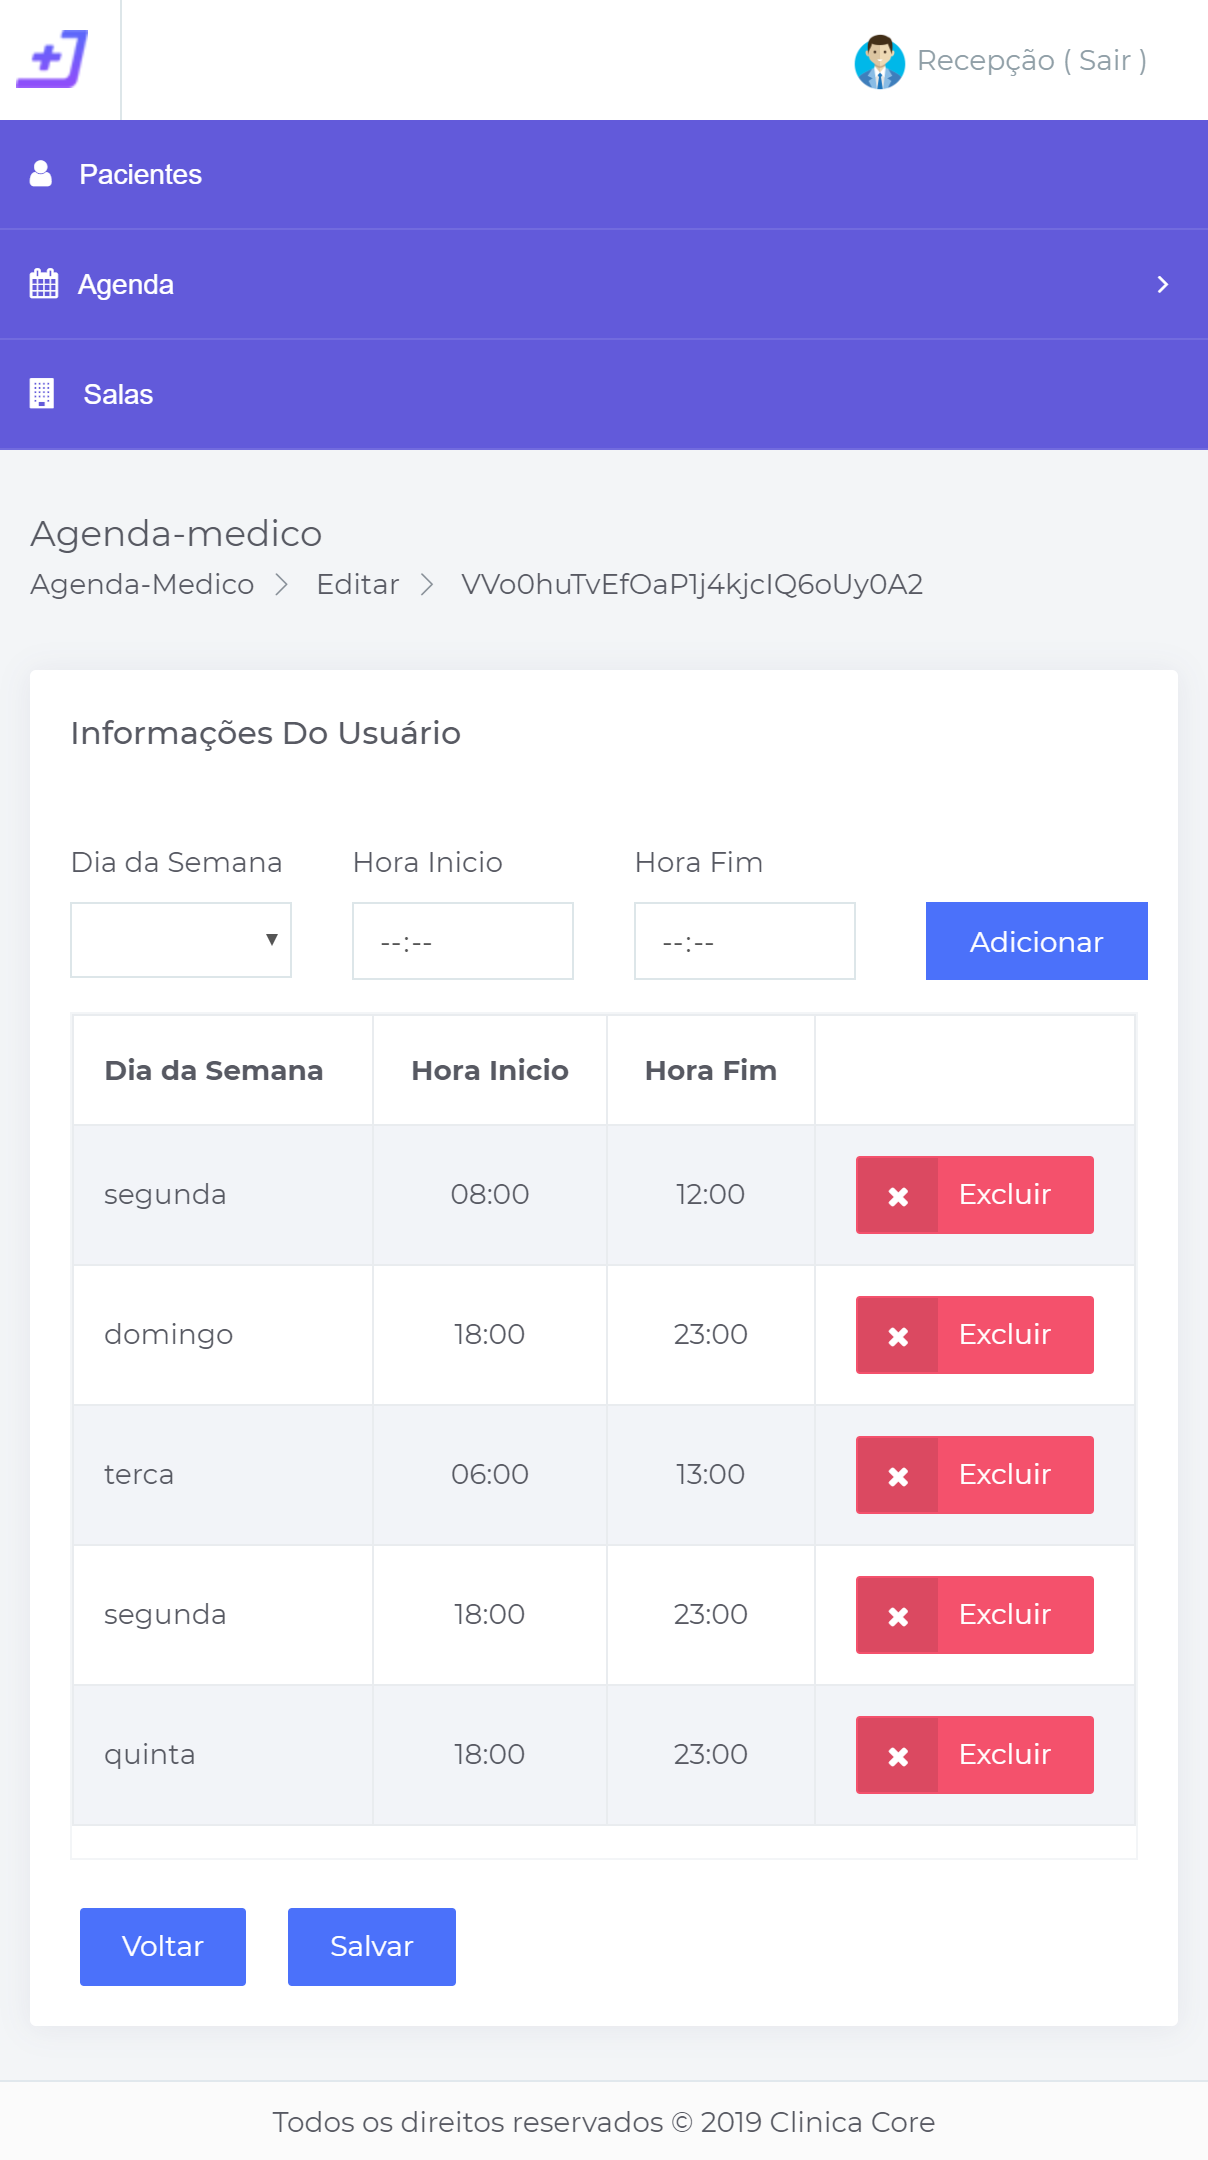 Recepção ( Sair )
Pacientes
Agenda
Salas
Agenda-medico
Agenda-Medico > Editar > VVo0huTvEfOaP1j4kjcIQ6oUy0A2
Informações Do Usuário
Dia da Semana Hora Inicio Hora Fim
--:-- --:-- Adicionar
Dia da Semana Hora Inicio Hora Fim
segunda 08:00 12:00 Excluir
domingo 18:00 23:00 Excluir
terca 06:00 13:00 Excluir
segunda 18:00 23:00 Excluir
quinta 18:00 23:00 Excluir
Voltar Salvar
Todos os direitos reservados © 2019 Clinica Core